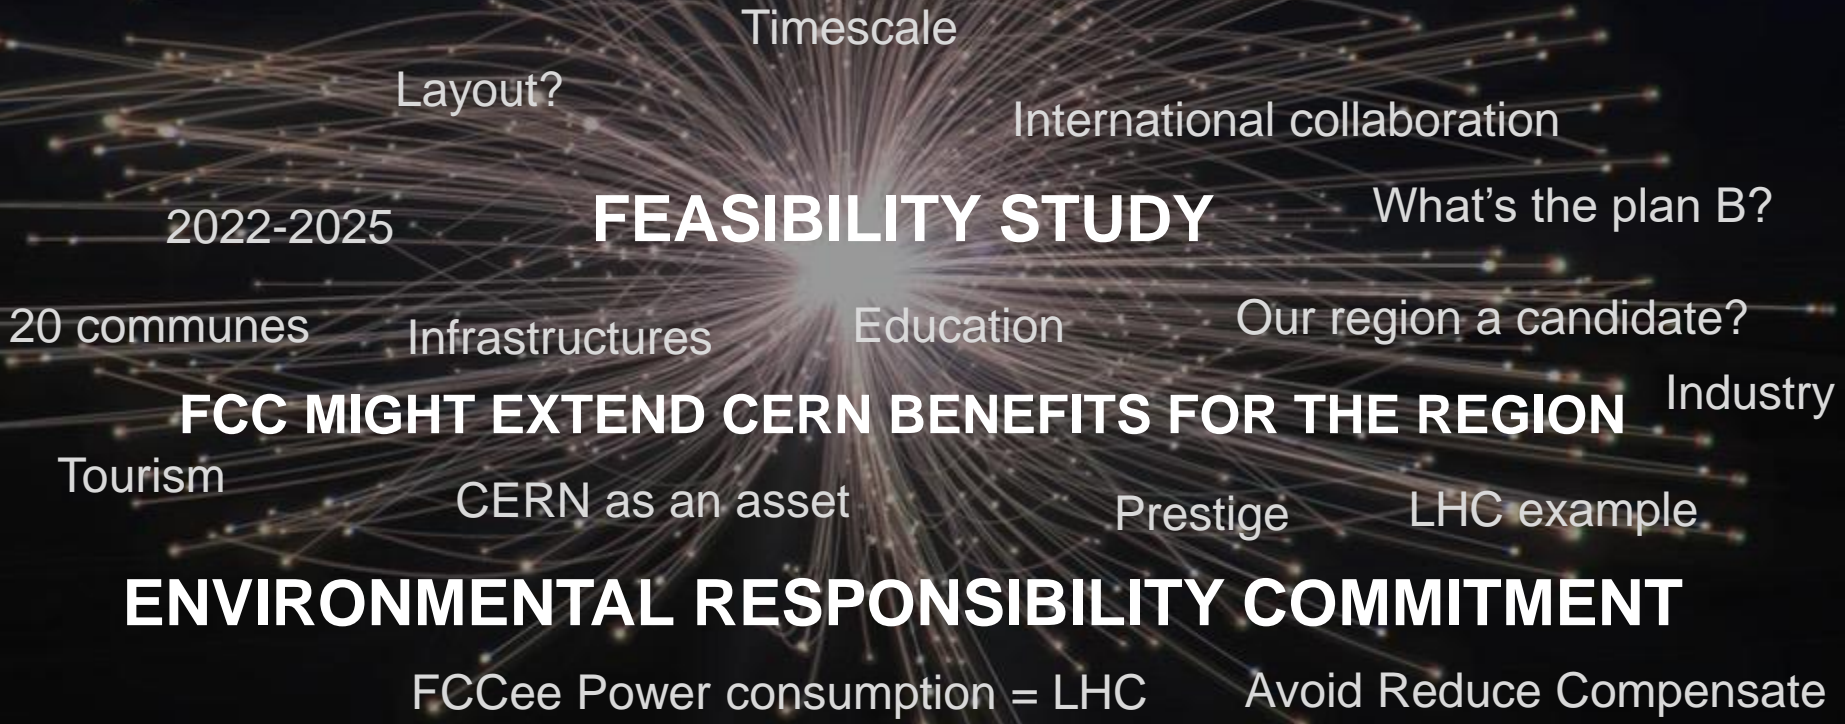 Timescale
Layout?
International collaboration
FEASIBILITY STUDY
What's the plan B?
2022-2025
20 communes
Infrastructures
Education
Our region a candidate?
FCC MIGHT EXTEND CERN BENEFITS FOR THE REGION
Industry
Tourism
CERN as an asset
Prestige
LHC example
ENVIRONMENTAL RESPONSIBILITY COMMITMENT
FCCee Power consumption = LHC
Avoid Reduce Compensate